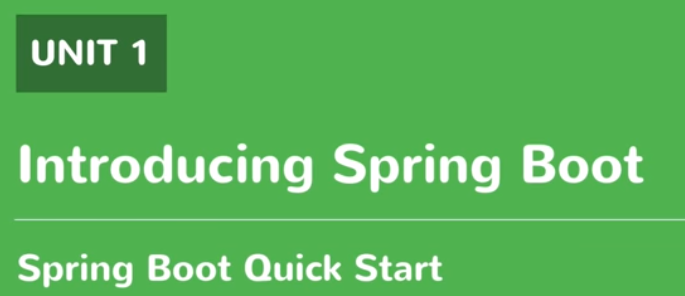 UNIT 1
Introducing Spring Boot
Spring Boot Quick Start